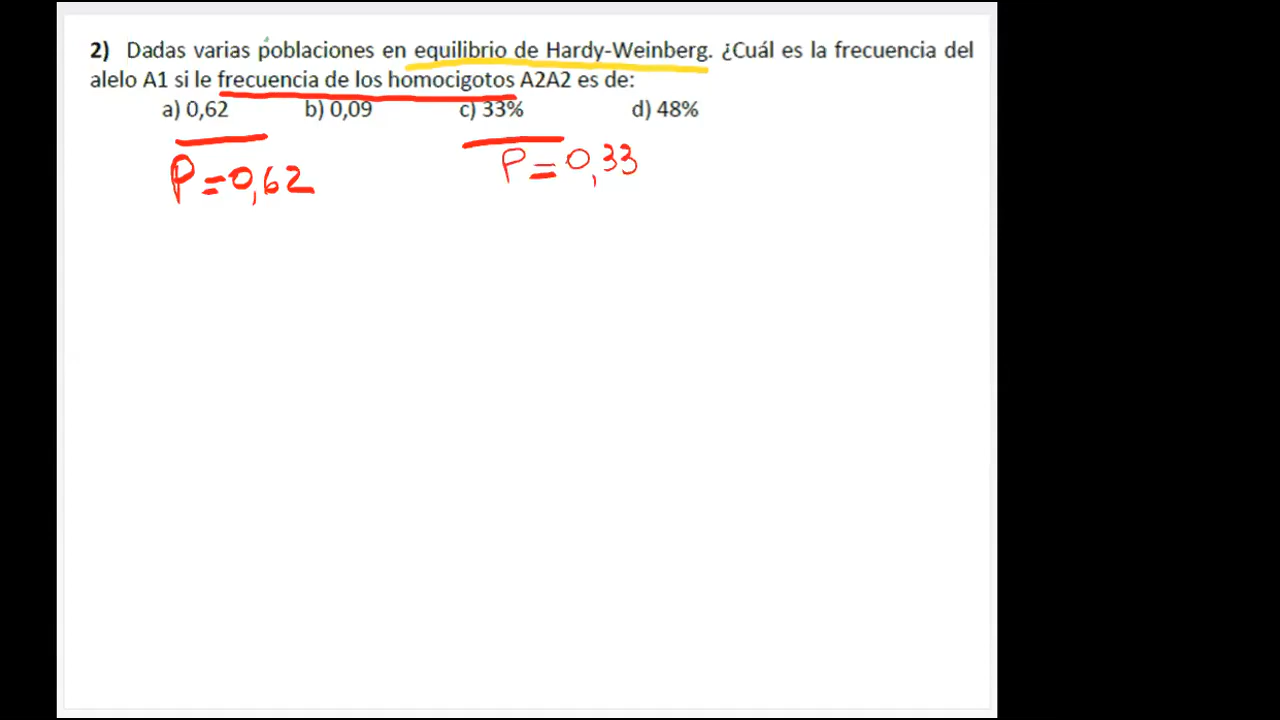 2) Dadas varias poblaciones en equilibrio de Hardy-Weinberg. ¿Cuál es la frecuencia del
alelo A1 si le frecuencia de los homocigotos A2A2 es de:
a) 0,62 b) 0,09 c) 33% d) 48%
P=0,62 P=0,33